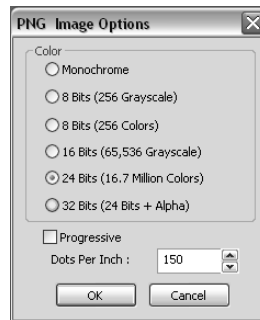 PNG Image Options
Color
Monochrome
8 Bits (256 Grayscale)
8 Bits (256 Colors)
16 Bits (65,536 Grayscale)
24 Bits (16.7 Million Colors)
32 Bits (24 Bits + Alpha)
Progressive
Dots Per Inch : 150
OK Cancel